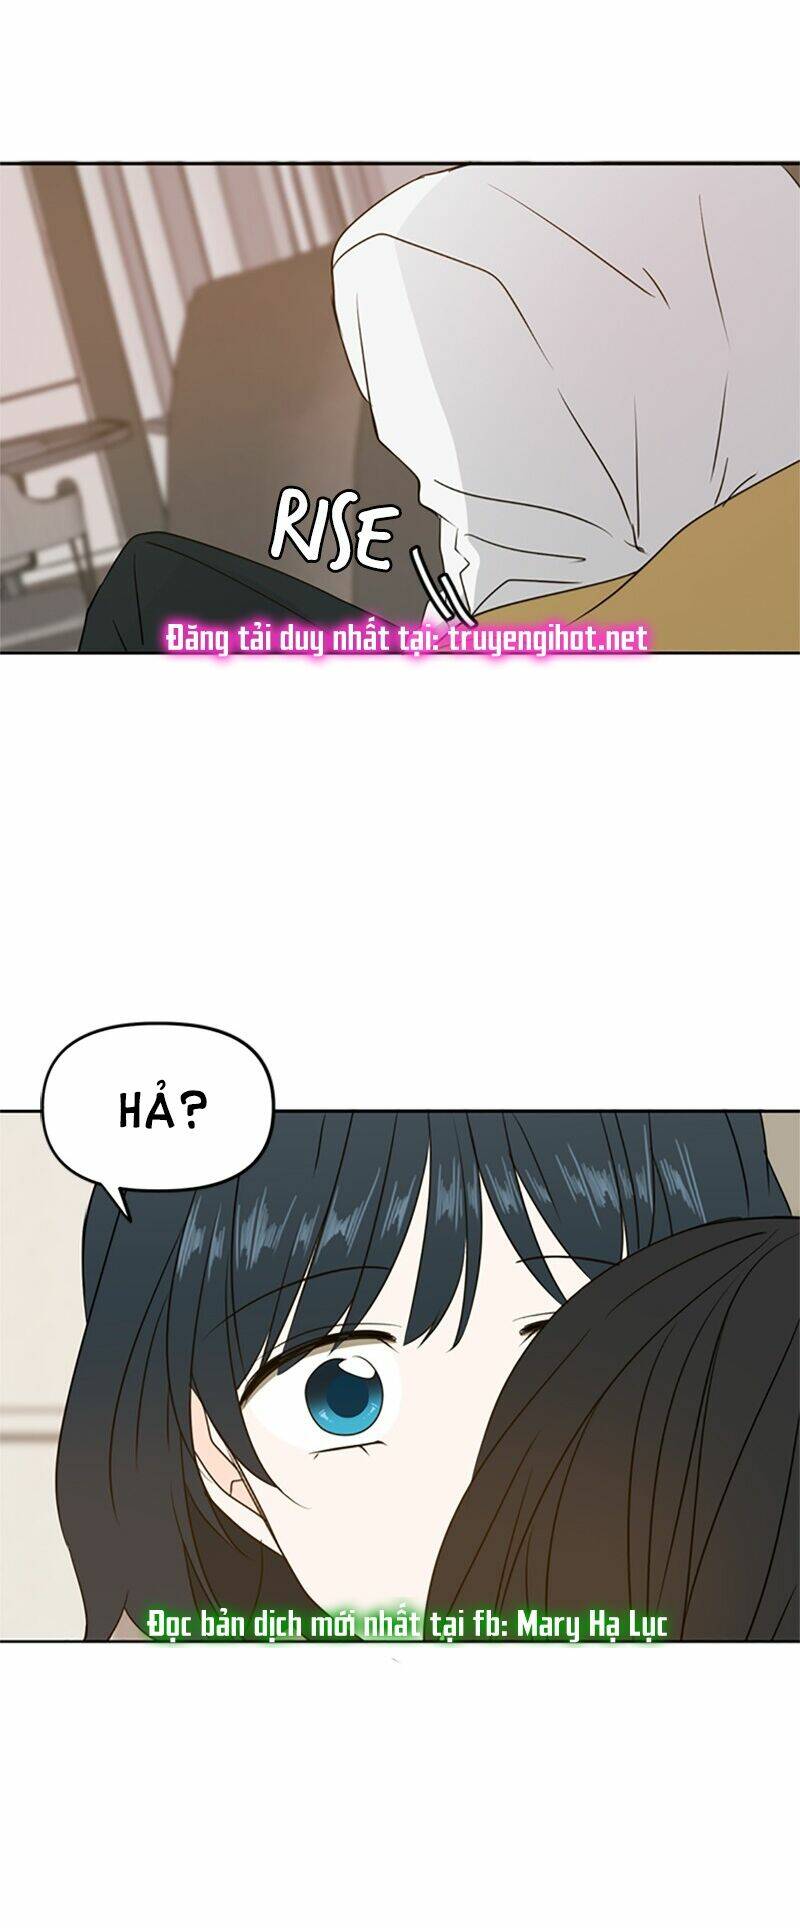 RISE
Đăng tải duy nhất tại: truyengihot.net
HẢ?
Đọc bản dịch mới nhất tại fb: Mary Hạ Lục